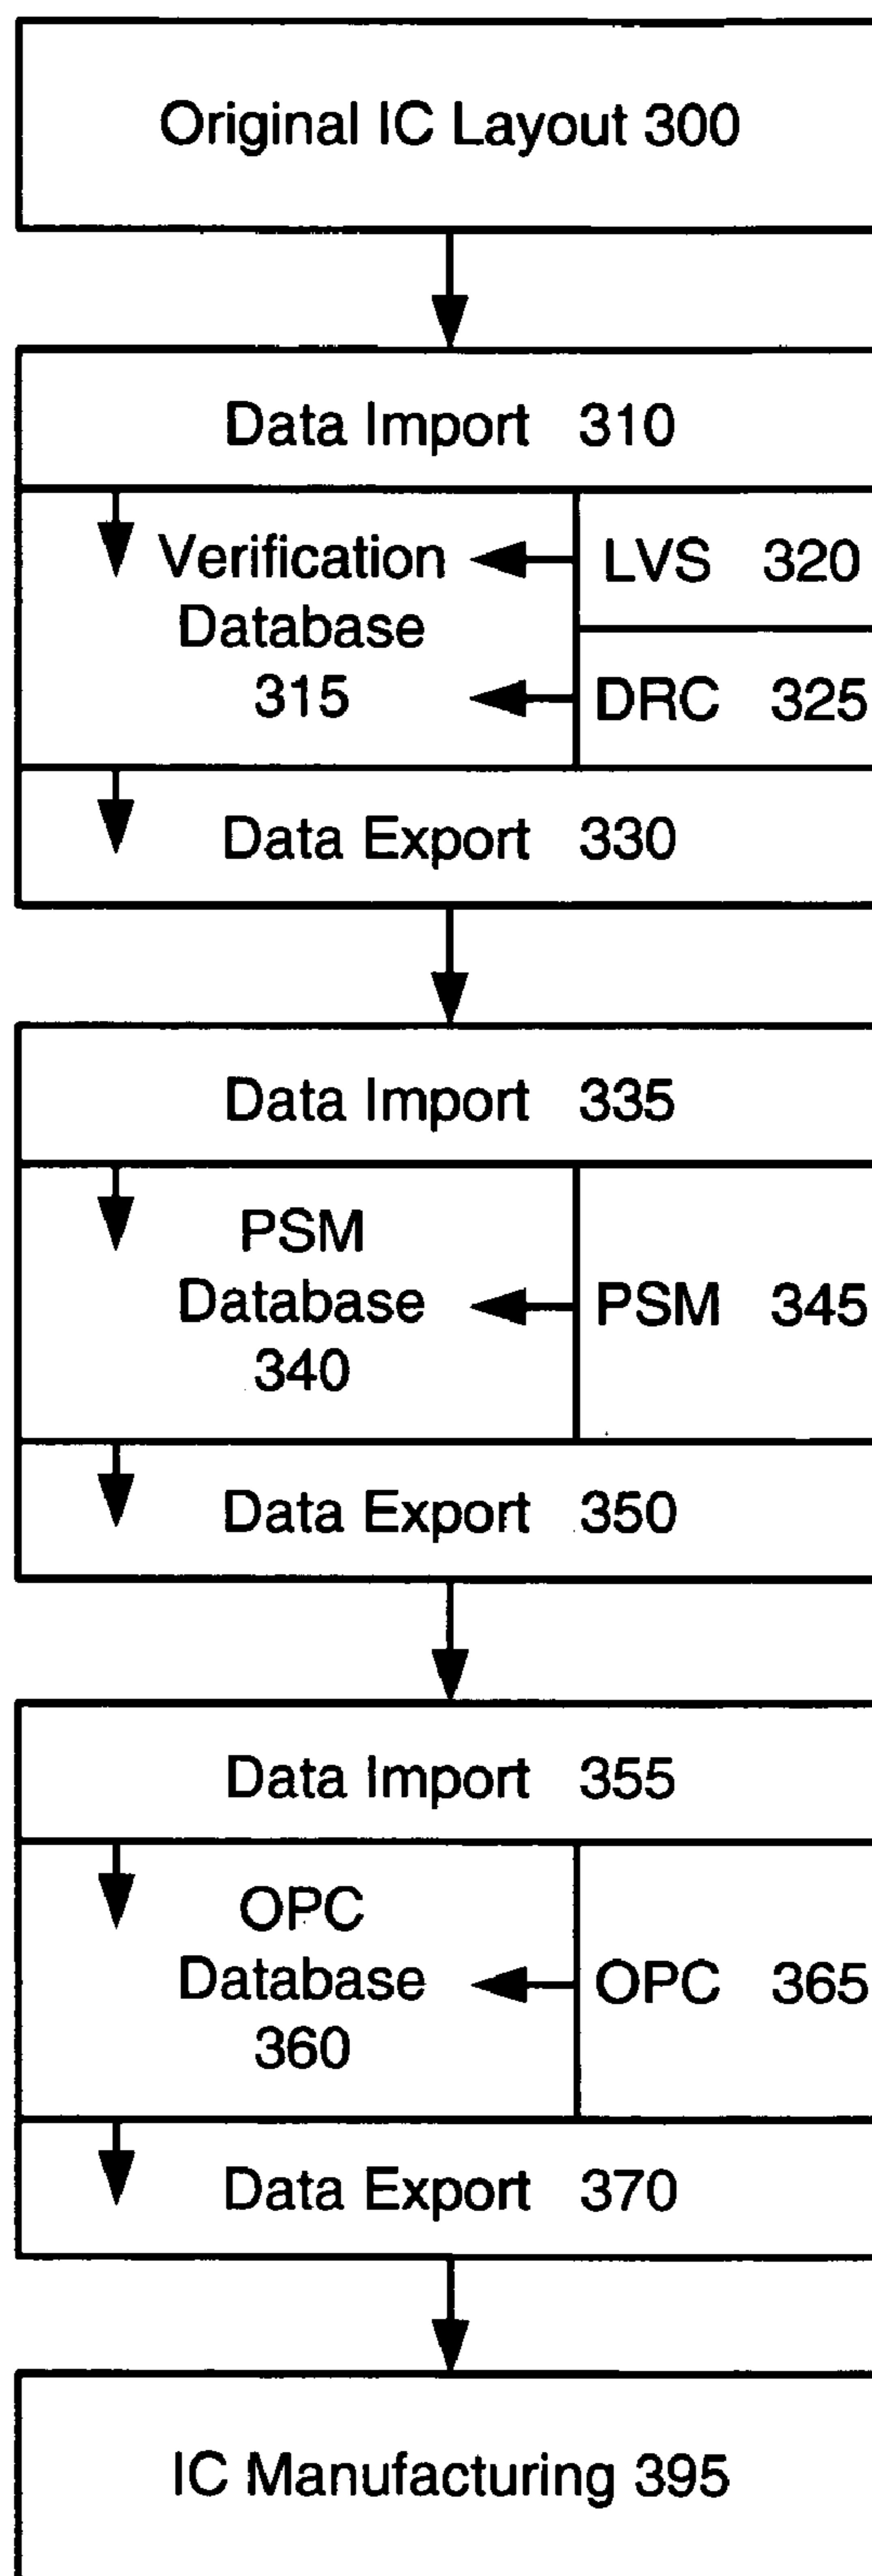 Original IC Layout 300
Data Import 310
Verification
Database
315
LVS 320
DRC 325
Data Export 330
Data Import 335
PSM
Database
340
PSM 345
Data Export 350
Data Import 355
OPC
Database
360
OPC 365
Data Export 370
IC Manufacturing 395